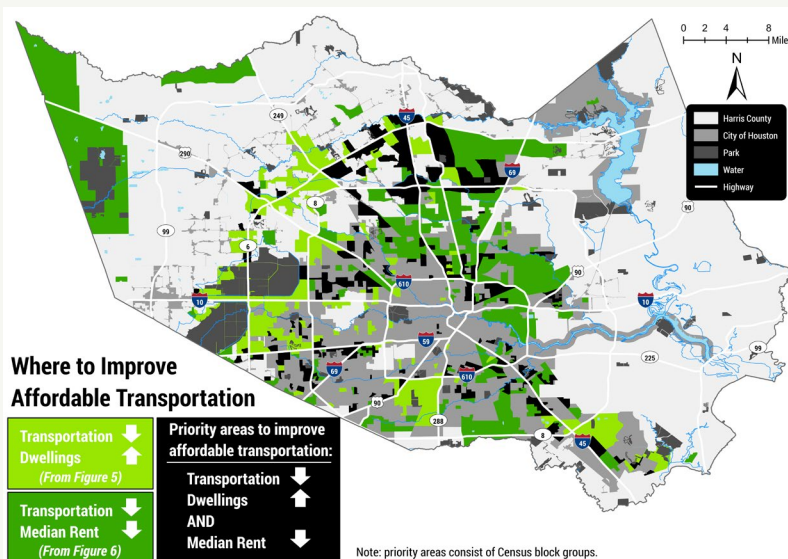 0 2 4 8
Mile
N
Harris County
City of Houston
Park
Water
Highway
249
45
290
69
8
90
99
6
90
610
10
10
59
99
225
69
610
90
288
8
45
Where to Improve
Affordable Transportation
Transportation
Dwellings
(From Figure 5)
Transportation
Median Rent
(From Figure 6)
Priority areas to improve
affordable transportation:
Transportation
Dwellings
AND
Median Rent
Note: priority areas consist of Census block groups.